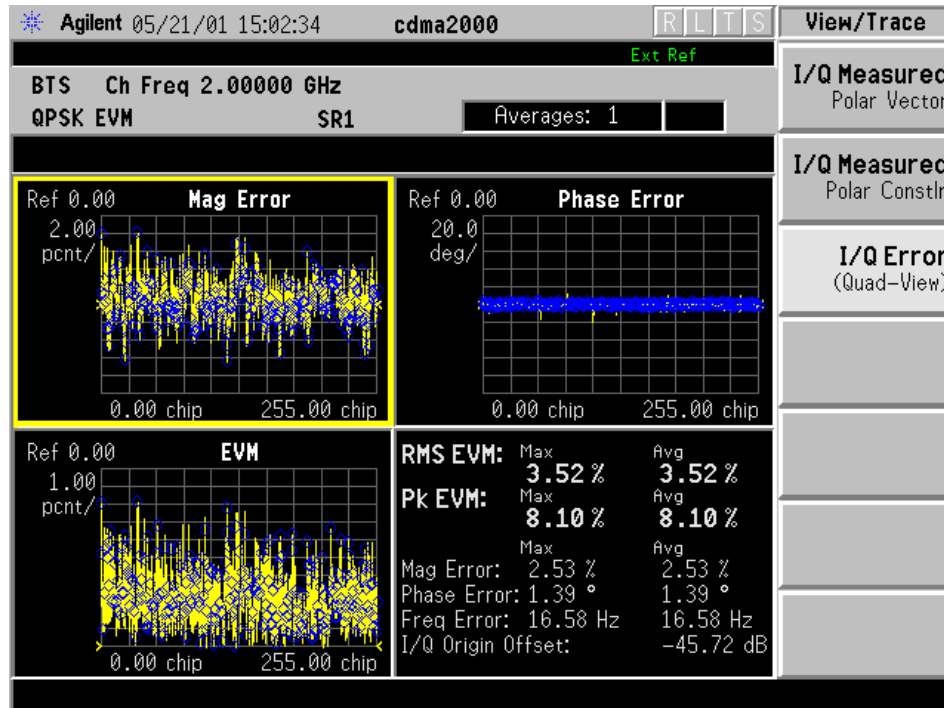 Agilent 05/21/01 15:02:34 cdma2000 R L T S View/Trace
Ext Ref
BTS Ch Freq 2.00000 GHz
QPSK EVM SR1 Averages: 1
I/Q Measured
Polar Vector
I/Q Measured
Polar Constln
I/Q Error
(Quad-View)
Ref 0.00 Mag Error
2.00
pcnt/
0.00 chip 255.00 chip
Ref 0.00 Phase Error
20.0
deg/
0.00 chip 255.00 chip
Ref 0.00 EVM
1.00
pcnt/
0.00 chip 255.00 chip
Max Avg
RMS EVM: 3.52 % 3.52 %
Max Avg
Pk EVM: 8.10 % 8.10 %
Max Avg
Mag Error: 2.53 % 2.53 %
Phase Error: 1.39 ° 1.39 °
Freq Error: 16.58 Hz 16.58 Hz
I/Q Origin Offset: -45.72 dB